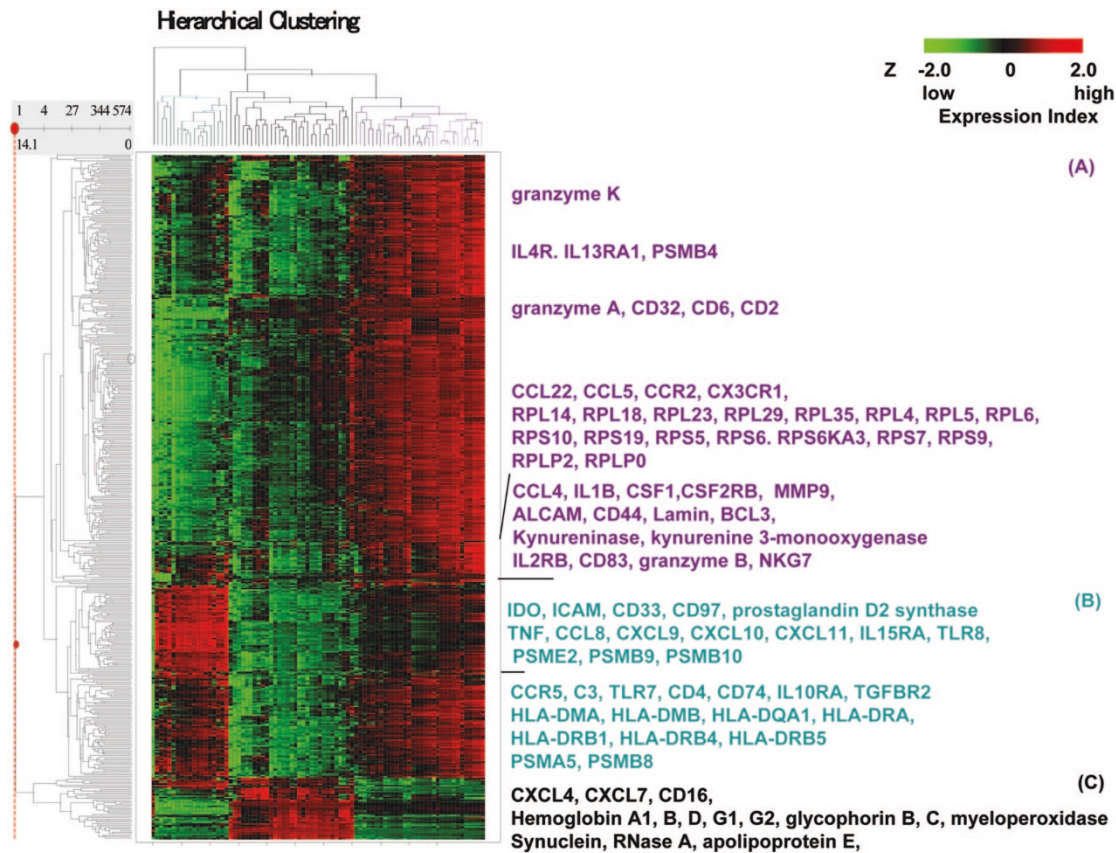 Hierarchical Clustering
Z -2.0 0 2.0
low high
Expression Index
1 4 27 344 574
14.1 0
(A)
granzyme K
IL4R. IL13RA1, PSMB4
granzyme A, CD32, CD6, CD2
CCL22, CCL5, CCR2, CX3CR1,
RPL14, RPL18, RPL23, RPL29, RPL35, RPL4, RPL5, RPL6,
RPS10, RPS19, RPS5, RPS6. RPS6KA3, RPS7, RPS9,
RPLP2, RPLP0
CCL4, IL1B, CSF1,CSF2RB, MMP9,
ALCAM, CD44, Lamin, BCL3,
Kynureninase, kynurenine 3-monooxygenase
IL2RB, CD83, granzyme B, NKG7
(B)
IDO, ICAM, CD33, CD97, prostaglandin D2 synthase
TNF, CCL8, CXCL9, CXCL10, CXCL11, IL15RA, TLR8,
PSME2, PSMB9, PSMB10
CCR5, C3, TLR7, CD4, CD74, IL10RA, TGFBR2
HLA-DMA, HLA-DMB, HLA-DQA1, HLA-DRA,
HLA-DRB1, HLA-DRB4, HLA-DRB5
PSMA5, PSMB8
(C)
CXCL4, CXCL7, CD16,
Hemoglobin A1, B, D, G1, G2, glycophorin B, C, myeloperoxidase
Synuclein, RNase A, apolipoprotein E,